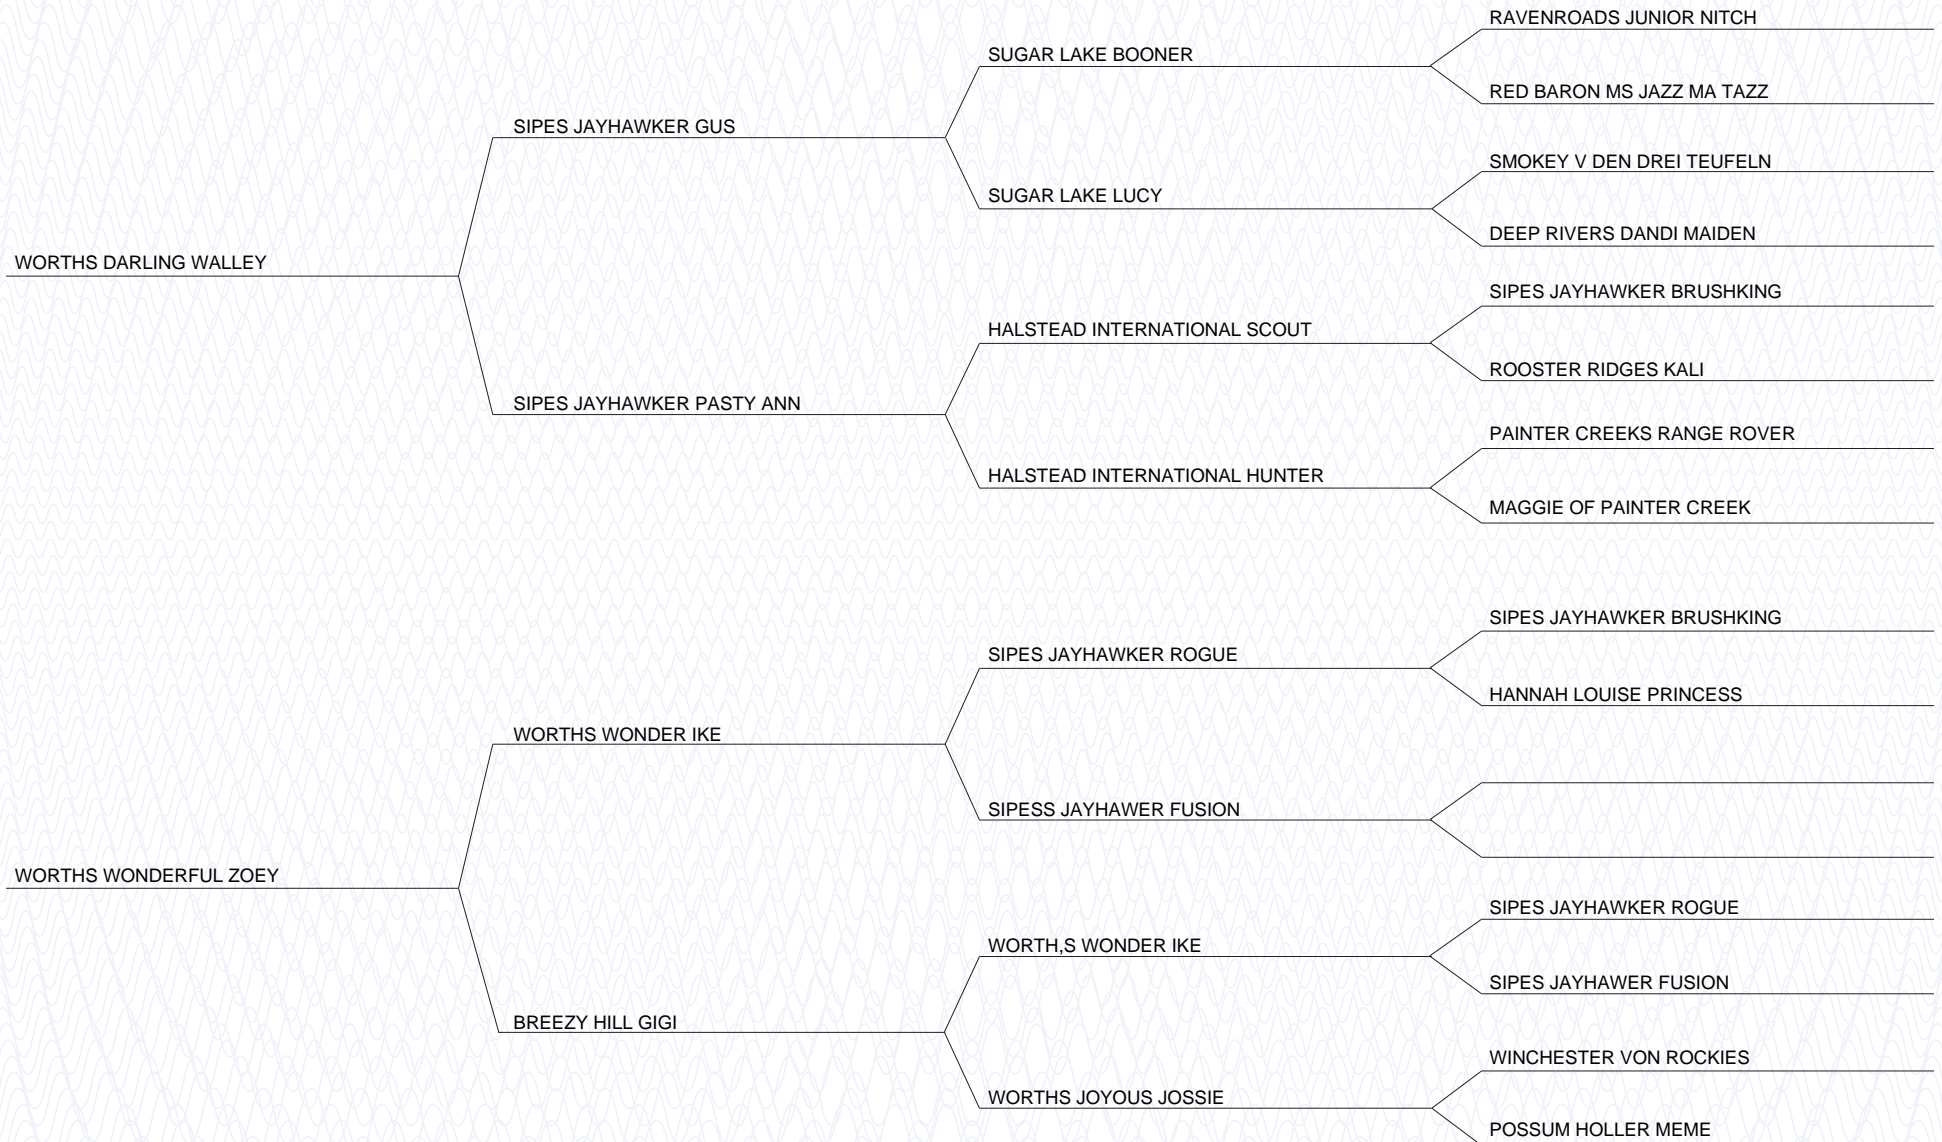 RAVENROADS JUNIOR NITCH
SUGAR LAKE BOONER
RED BARON MS JAZZ MA TAZZ
SIPES JAYHAWKER GUS
SMOKEY V DEN DREI TEUFELN
SUGAR LAKE LUCY
DEEP RIVERS DANDI MAIDEN
WORTHS DARLING WALLEY
SIPES JAYHAWKER BRUSHKING
HALSTEAD INTERNATIONAL SCOUT
ROOSTER RIDGES KALI
SIPES JAYHAWKER PASTY ANN
PAINTER CREEKS RANGE ROVER
HALSTEAD INTERNATIONAL HUNTER
MAGGIE OF PAINTER CREEK
SIPES JAYHAWKER BRUSHKING
SIPES JAYHAWKER ROGUE
HANNAH LOUISE PRINCESS
WORTHS WONDER IKE
SIPESS JAYHAWER FUSION
WORTHS WONDERFUL ZOEY
SIPES JAYHAWKER ROGUE
WORTH,S WONDER IKE
SIPES JAYHAWER FUSION
BREEZY HILL GIGI
WINCHESTER VON ROCKIES
WORTHS JOYOUS JOSSIE
POSSUM HOLLER MEME